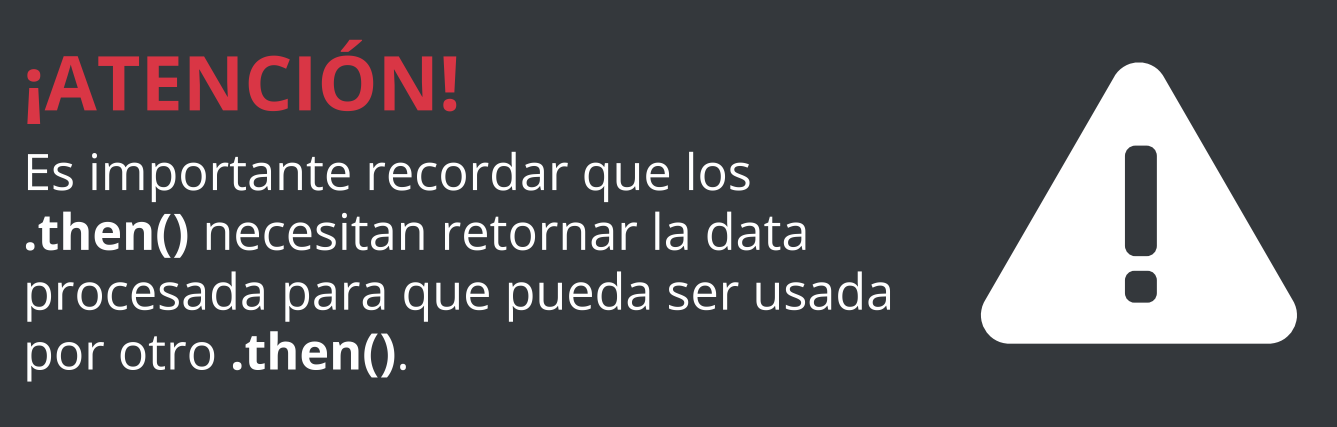 ¡ATENCIÓN!
Es importante recordar que los
.then() necesitan retornar la data
procesada para que pueda ser usada
por otro .then().